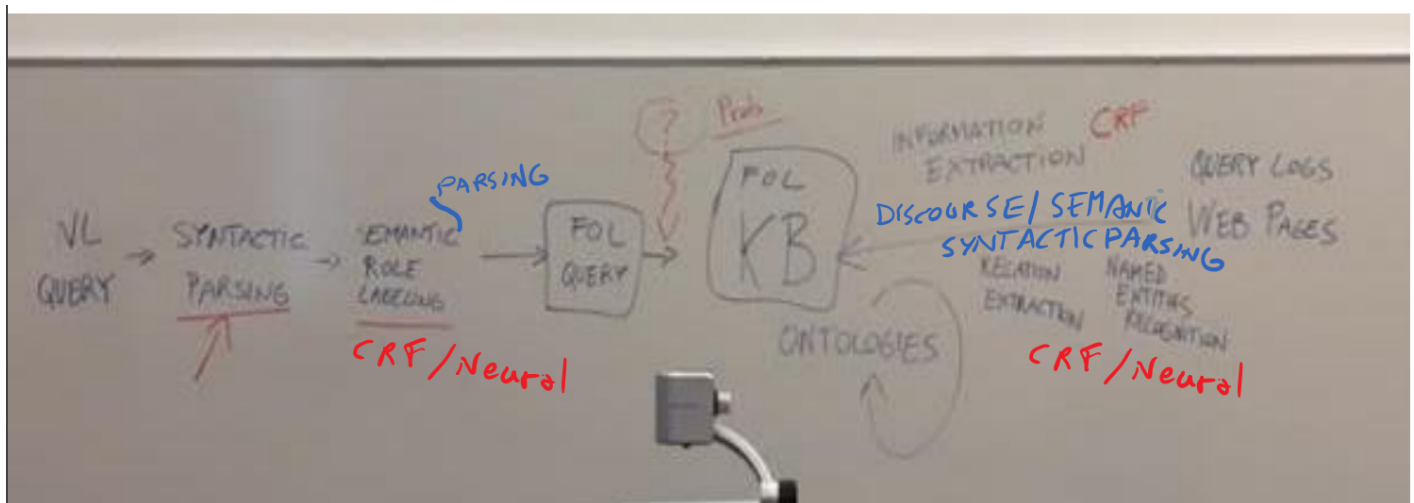 VL
QUERY
SYNTACTIC
PARSING
PARSING
SEMANTIC
ROLE
LABELING
CRF/Neural
FOL
QUERY
?
Prob
FOL
KB
ONTOLOGIES
INFORMATION
EXTRACTION
CRF
DISCOURSE/SEMANIC
SYNTACTIC PARSING
QUERY LOGS
WEB PAGES
RELATION
EXTRACTION
NAMED
ENTITIES
RECOGNITION
CRF/Neural